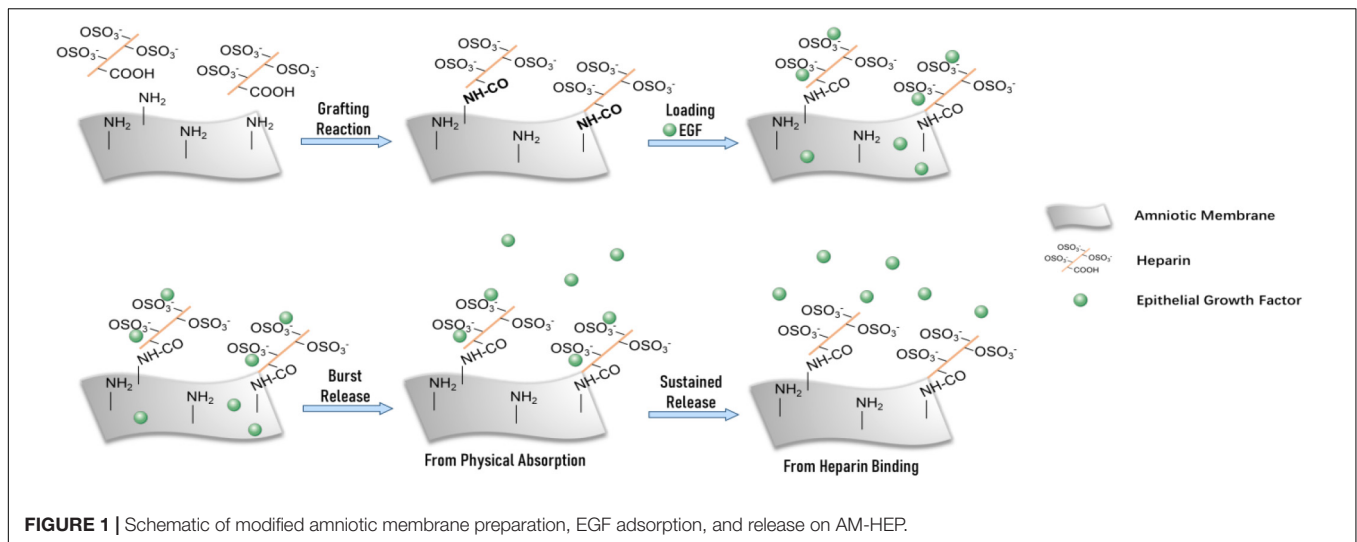 OSO₃⁻
OSO₃⁻
OSO₃⁻
COOH
OSO₃⁻
OSO₃⁻
OSO₃⁻
COOH
NH₂
NH₂
NH₂
NH₂
Grafting
Reaction
OSO₃⁻
OSO₃⁻
OSO₃⁻
NH-CO
OSO₃⁻
OSO₃⁻
OSO₃⁻
NH-CO
NH₂
NH₂
Loading
EGF
OSO₃⁻
OSO₃⁻
OSO₃⁻
NH-CO
OSO₃⁻
OSO₃⁻
OSO₃⁻
NH-CO
NH₂
NH₂
Amniotic Membrane
OSO₃⁻
OSO₃⁻
OSO₃⁻
COOH
Heparin
Epithelial Growth Factor
OSO₃⁻
OSO₃⁻
OSO₃⁻
NH-CO
OSO₃⁻
OSO₃⁻
OSO₃⁻
NH-CO
NH₂
NH₂
Burst
Release
OSO₃⁻
OSO₃⁻
OSO₃⁻
NH-CO
OSO₃⁻
OSO₃⁻
OSO₃⁻
NH-CO
NH₂
NH₂
From Physical Absorption
Sustained
Release
OSO₃⁻
OSO₃⁻
OSO₃⁻
NH-CO
OSO₃⁻
OSO₃⁻
OSO₃⁻
NH-CO
NH₂
NH₂
From Heparin Binding
FIGURE 1 | Schematic of modified amniotic membrane preparation, EGF adsorption, and release on AM-HEP.